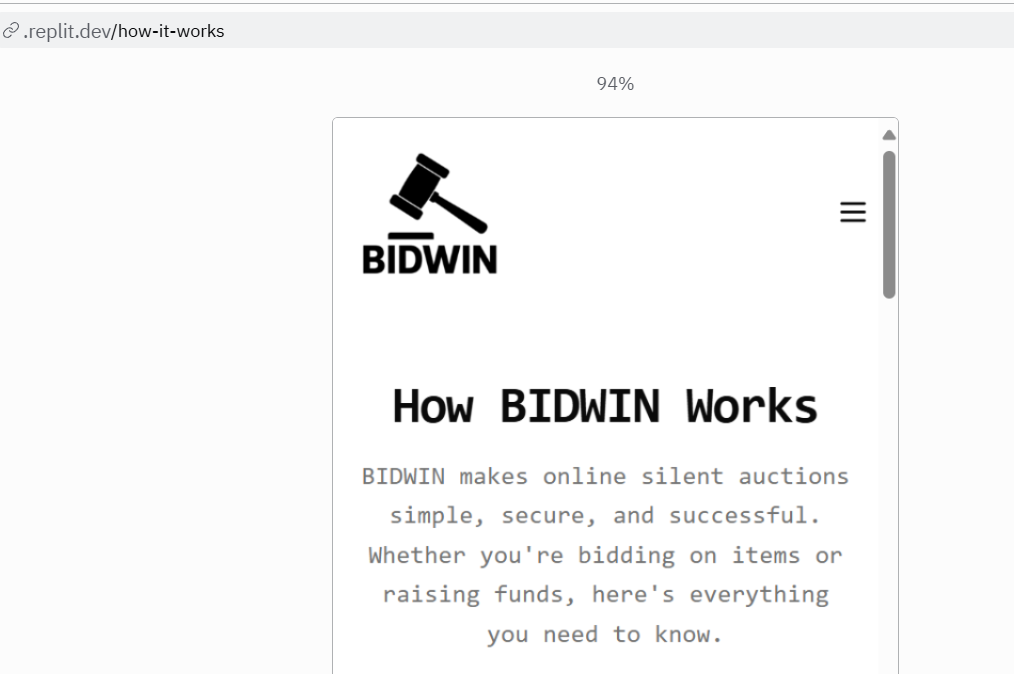 .replit.dev/how-it-works
94%
BIDWIN
How BIDWIN Works
BIDWIN makes online silent auctions
simple, secure, and successful.
Whether you're bidding on items or
raising funds, here's everything
you need to know.